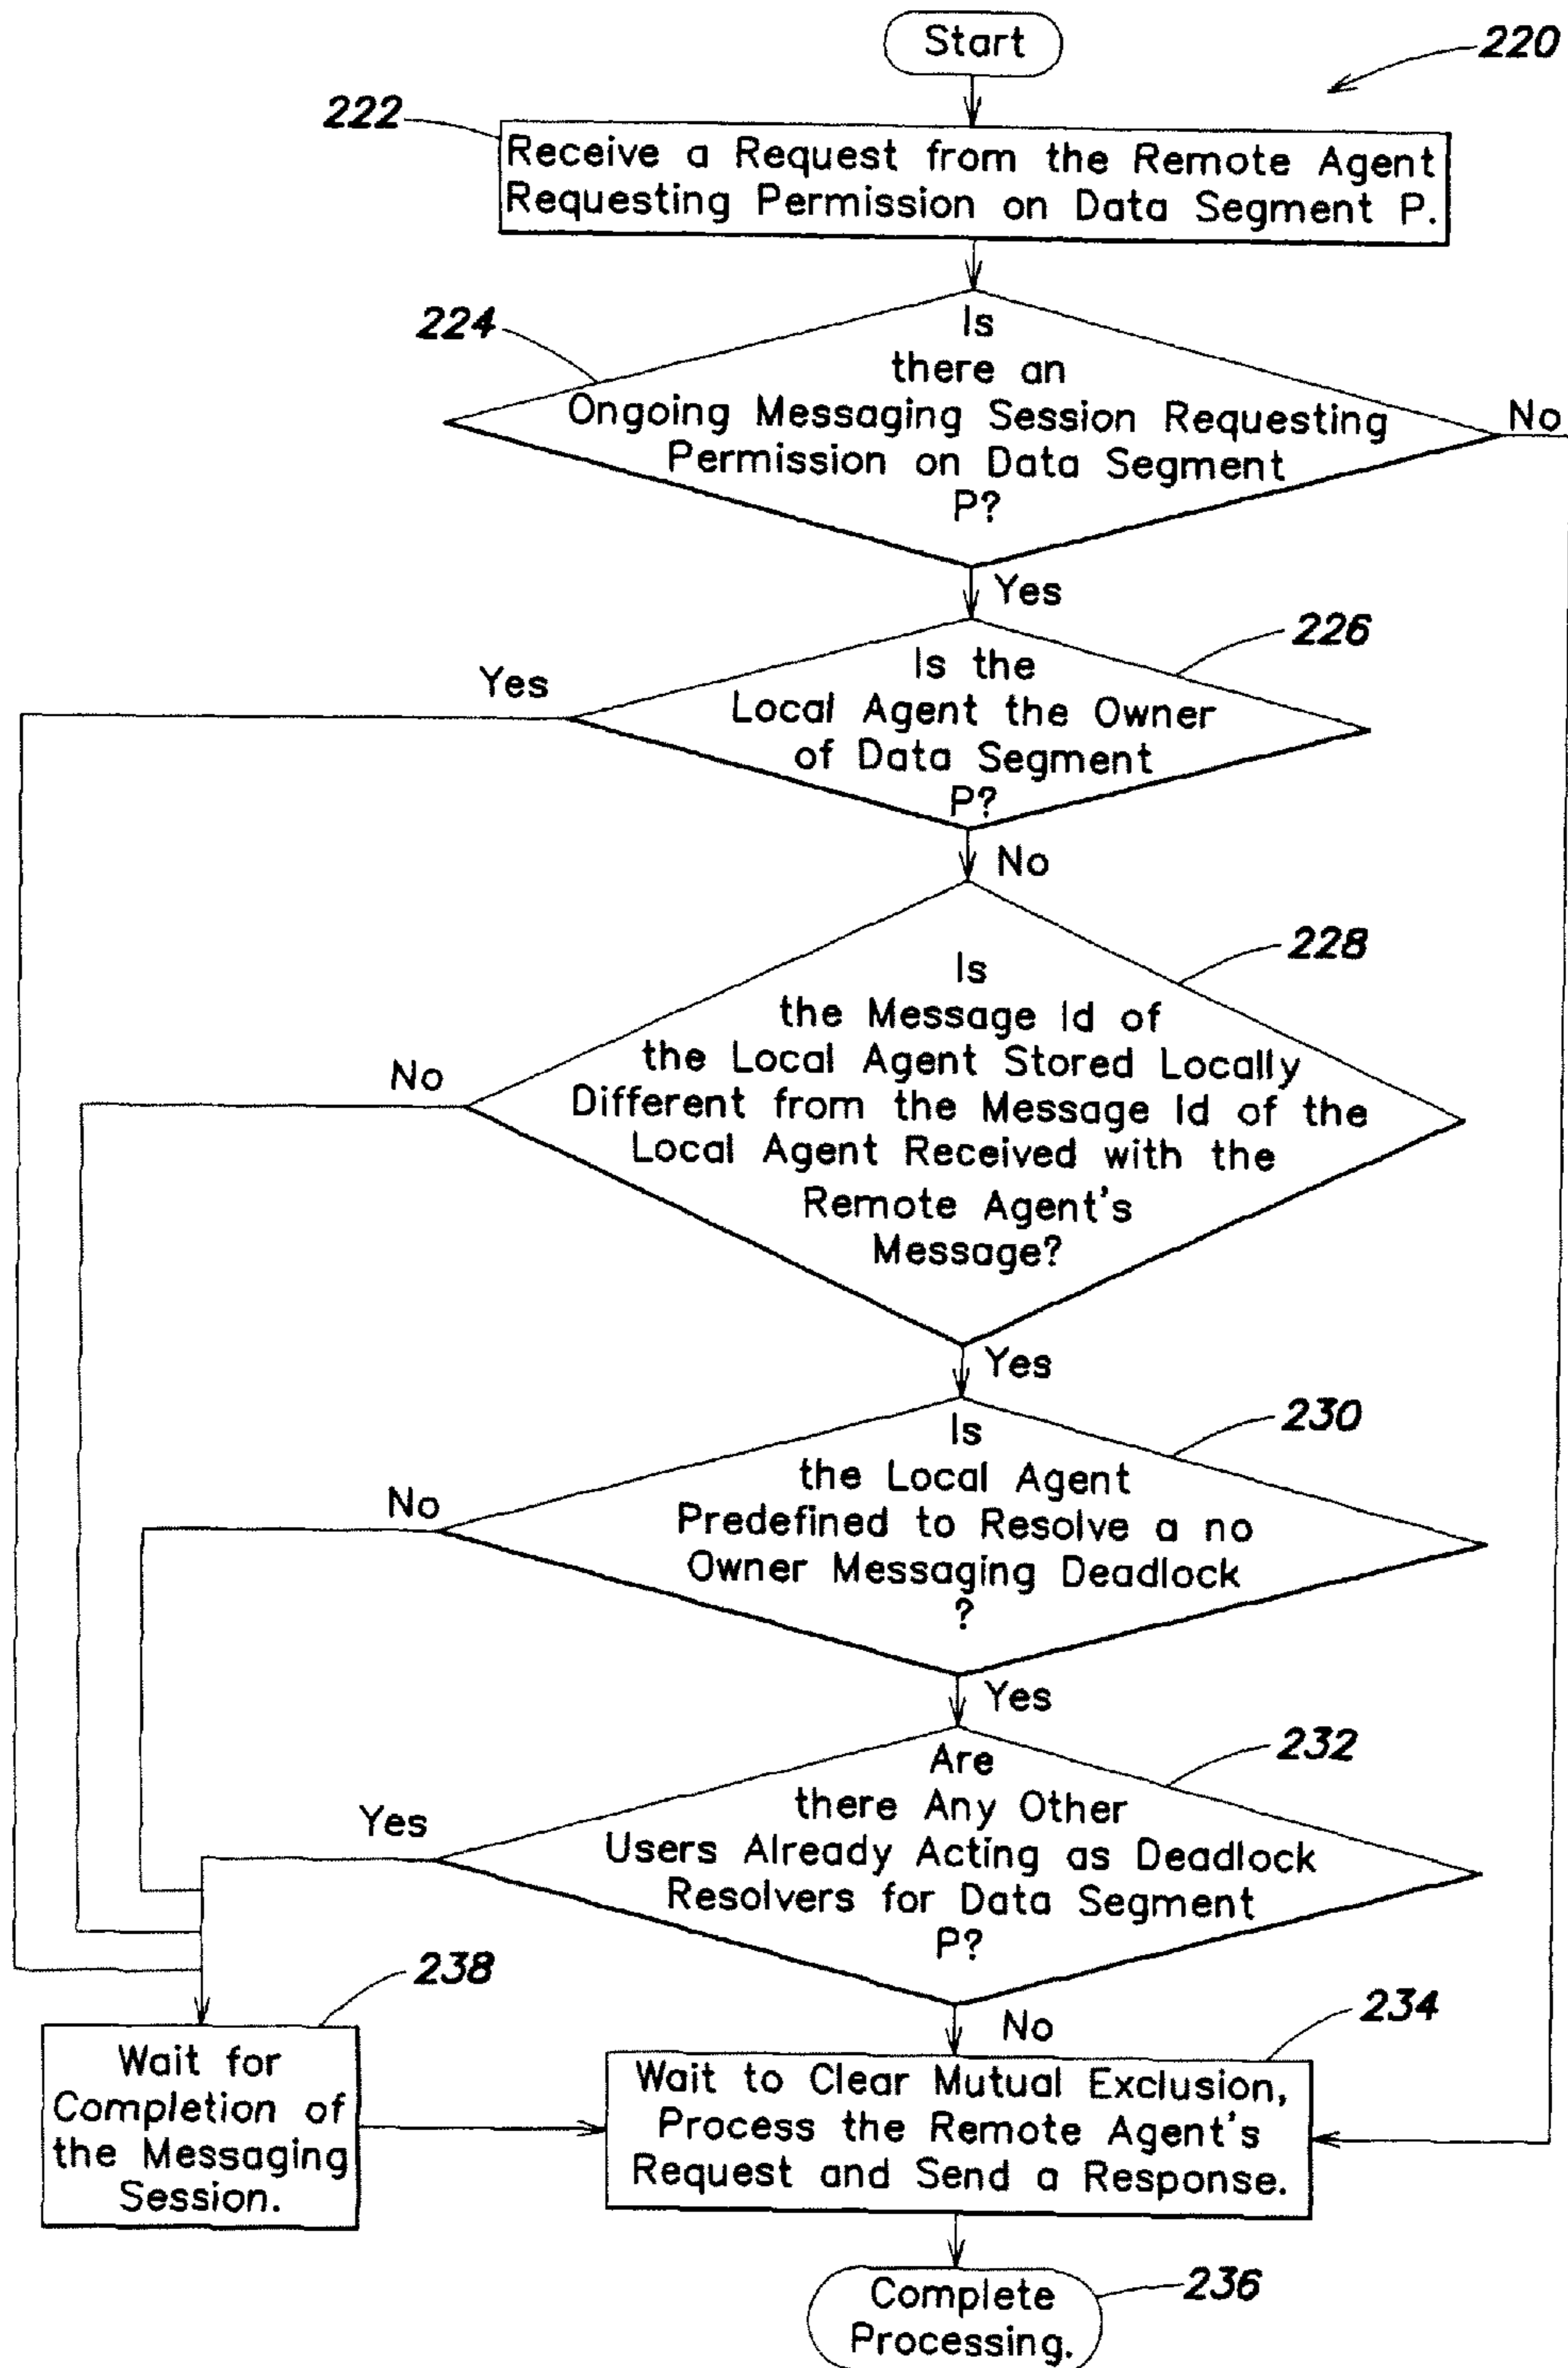 Start
220
222
Receive a Request from the Remote Agent
Requesting Permission on Data Segment P.
224
Is
there an
Ongoing Messaging Session Requesting
Permission on Data Segment
P?
No
Yes
226
Yes
Is the
Local Agent the Owner
of Data Segment
P?
No
228
Is
the Message Id of
the Local Agent Stored Locally
Different from the Message Id of the
Local Agent Received with the
Remote Agent's
Message?
No
Yes
230
Is
the Local Agent
Predefined to Resolve a no
Owner Messaging Deadlock
?
No
Yes
232
Are
there Any Other
Users Already Acting as Deadlock
Resolvers for Data Segment
P?
Yes
No
238
Wait for
Completion of
the Messaging
Session.
234
Wait to Clear Mutual Exclusion,
Process the Remote Agent's
Request and Send a Response.
Complete
Processing.
236